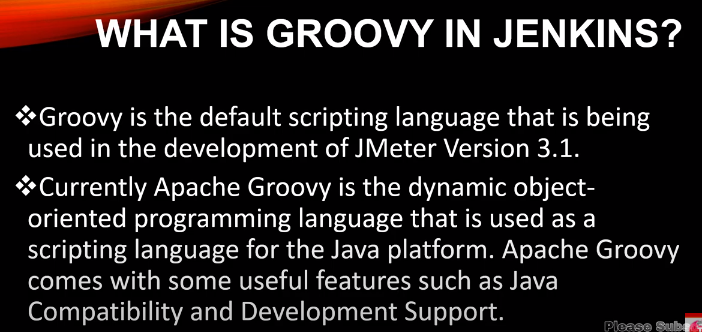 WHAT IS GROOVY IN JENKINS?
❖Groovy is the default scripting language that is being
used in the development of JMeter Version 3.1.
❖Currently Apache Groovy is the dynamic object-
oriented programming language that is used as a
scripting language for the Java platform. Apache Groovy
comes with some useful features such as Java
Compatibility and Development Support.
Please